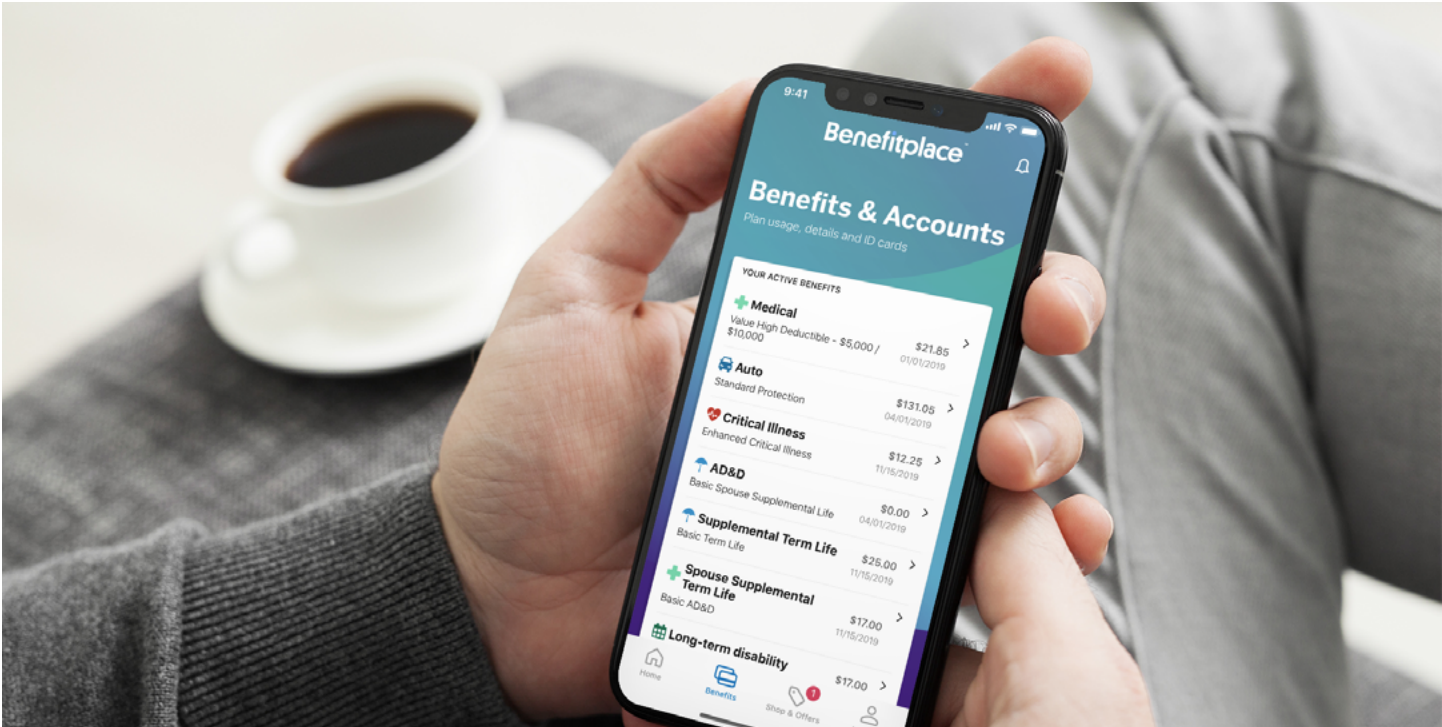 9:41
Benefitplace
Benefits & Accounts
Plan usage, details and ID cards
YOUR ACTIVE BENEFITS
Medical
Value High Deductible - $5,000 /
$10,000
$21.85
01/01/2019
Auto
Standard Protection
$131.05
04/01/2019
Critical Illness
Enhanced Critical Illness
$12.25
11/15/2019
AD&D
Basic Spouse Supplemental Life
$0.00
04/01/2019
Supplemental Term Life
Basic Term Life
$25.00
11/15/2019
Spouse Supplemental
Term Life
Basic AD&D
$17.00
11/15/2019
Long-term disability
$17.00
Home
Benefits
1
Shop & Offers